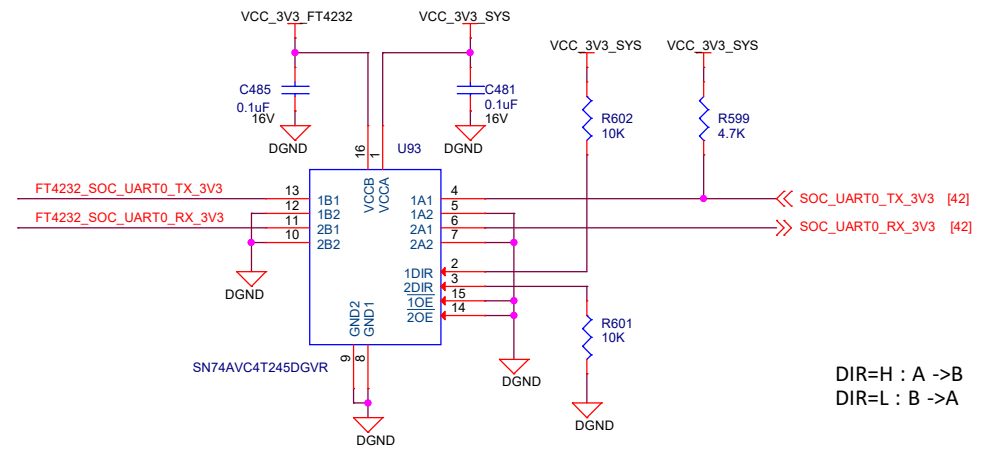 VCC_3V3_FT4232
VCC_3V3_SYS
VCC_3V3_SYS
VCC_3V3_SYS
C485
0.1uF
16V
DGND
C481
0.1uF
16V
DGND
R602
10K
R599
4.7K
U93
16
1
VCCB
VCCA
FT4232_SOC_UART0_TX_3V3
13
1B1
1A1
4
SOC_UART0_TX_3V3 [42]
12
1B2
1A2
5
FT4232_SOC_UART0_RX_3V3
11
2B1
2A1
6
SOC_UART0_RX_3V3 [42]
10
2B2
2A2
7
DGND
1DIR
2
2DIR
3
1OE
15
2OE
14
GND2
GND1
9
8
SN74AVC4T245DGVR
R601
10K
DGND
DGND
DGND
DIR=H : A ->B
DIR=L : B ->A